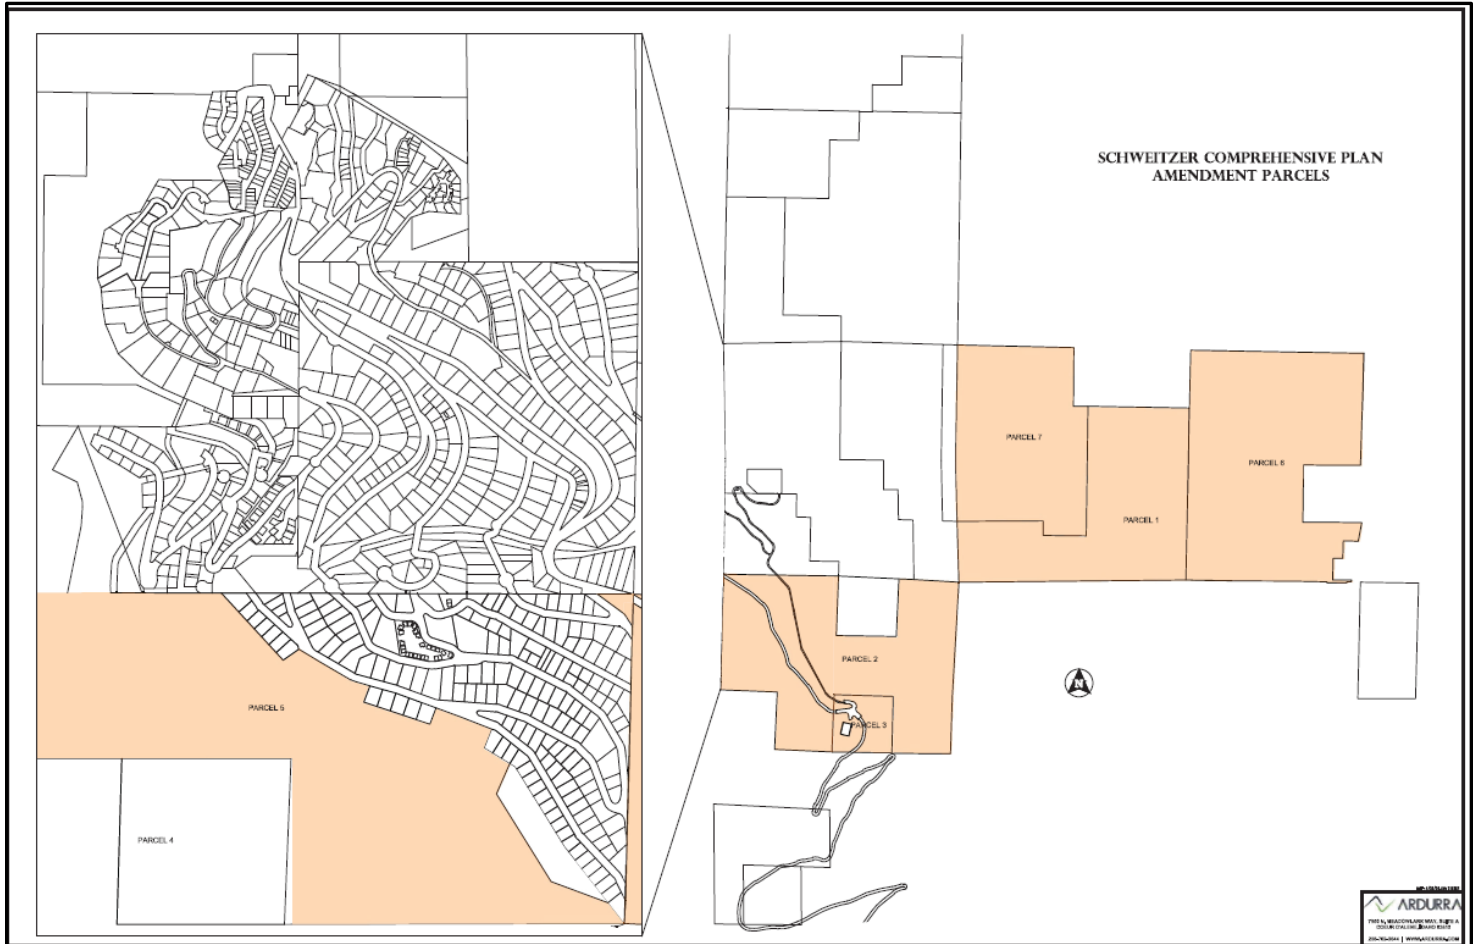 SCHWEITZER COMPREHENSIVE PLAN
AMENDMENT PARCELS
PARCEL 7
PARCEL 6
PARCEL 1
PARCEL 2
PARCEL 3
PARCEL 5
PARCEL 4
N
ARDURRA